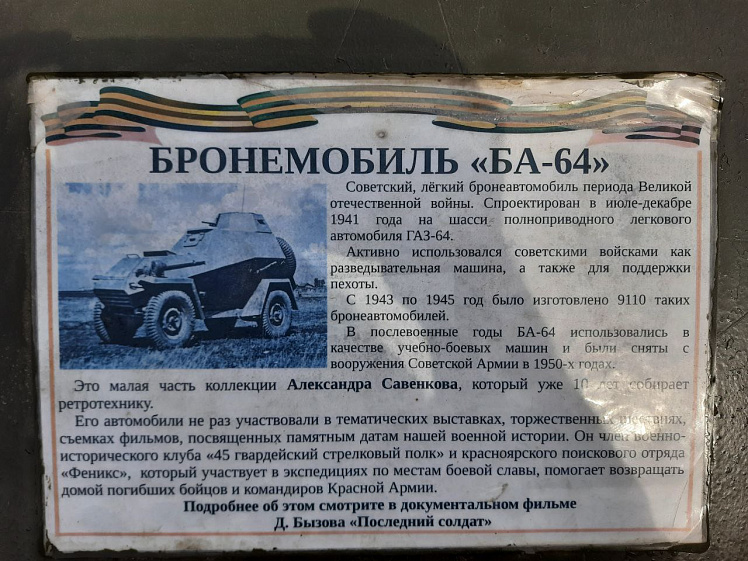 БРОНЕМОБИЛЬ «БА-64»
Советский, лёгкий бронеавтомобиль периода Великой
отечественной войны. Спроектирован в июле-декабре
1941 года на шасси полноприводного легкового
автомобиля ГАЗ-64.
Активно использовался советскими войсками как
разведывательная машина, а также для поддержки
пехоты.
С 1943 по 1945 год было изготовлено 9110 таких
бронеавтомобилей.
В послевоенные годы БА-64 использовались в
качестве учебно-боевых машин и были сняты с
вооружения Советской Армии в 1950-х годах.
Это малая часть коллекции Александра Савенкова, который уже 10 лет собирает
ретротехнику.
Его автомобили не раз участвовали в тематических выставках, торжественных шествиях,
съемках фильмов, посвященных памятным датам нашей военной истории. Он член военно-
исторического клуба «45 гвардейский стрелковый полк» и красноярского поискового отряда
«Феникс», который участвует в экспедициях по местам боевой славы, помогает возвращать
домой погибших бойцов и командиров Красной Армии.
Подробнее об этом смотрите в документальном фильме
Д. Бызова «Последний солдат»